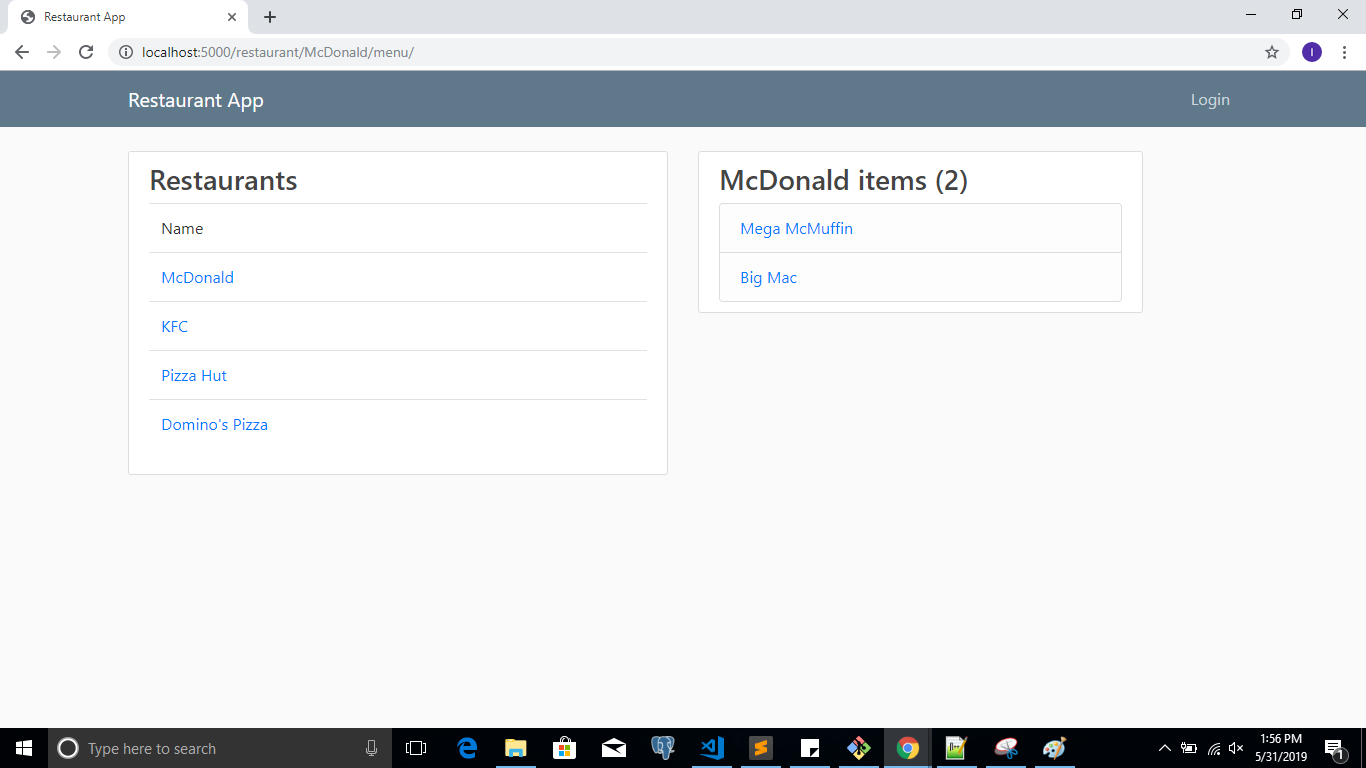 Restaurant App
localhost:5000/restaurant/McDonald/menu/
I
Restaurant App
Login
Restaurants
Name
McDonald
KFC
Pizza Hut
Domino's Pizza
McDonald items (2)
Mega McMuffin
Big Mac
Type here to search
1:56 PM
5/31/2019
1